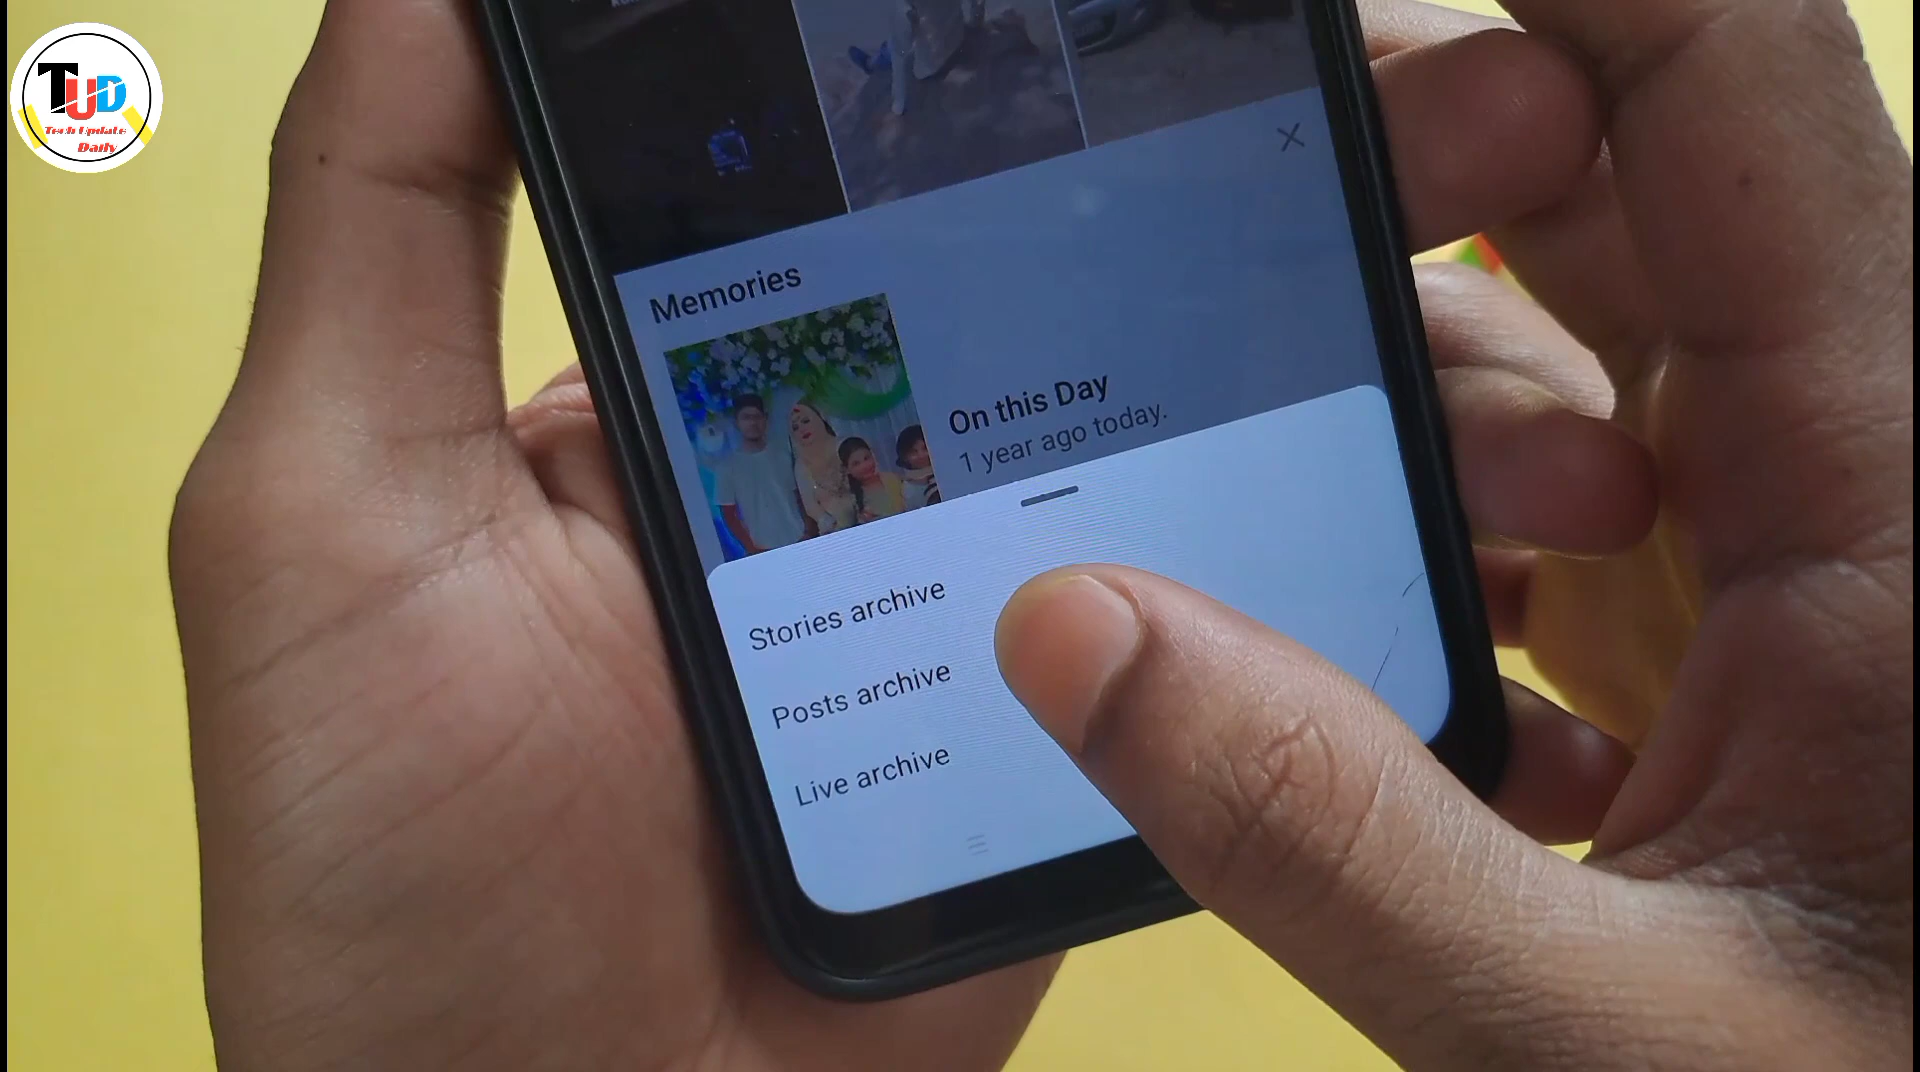 TUD
Tech Update
Daily
Memories
On this Day
1 year ago today.
Stories archive
Posts archive
Live archive